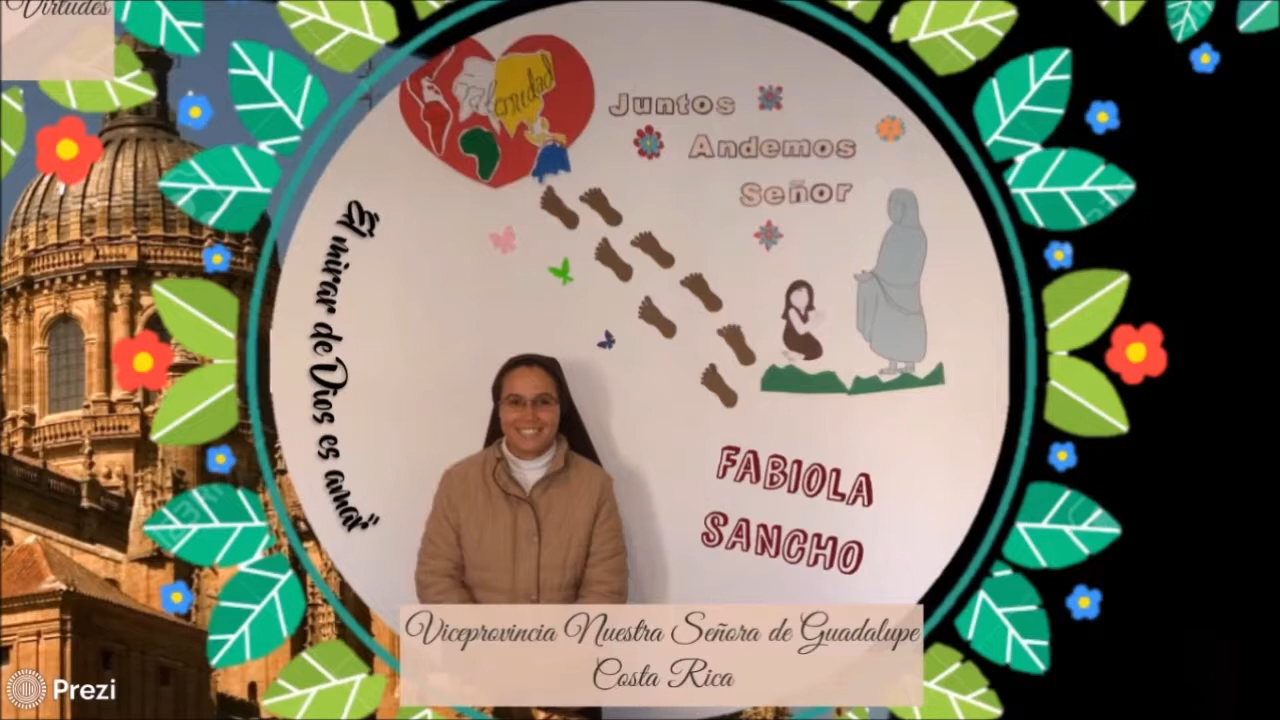 Virtudes
Juntos
Andemos
Señor
El mirar de Dios es amar"
FABIOLA
SANCHO
Viceprovincia Nuestra Señora de Guadalupe
Costa Rica
Prezi